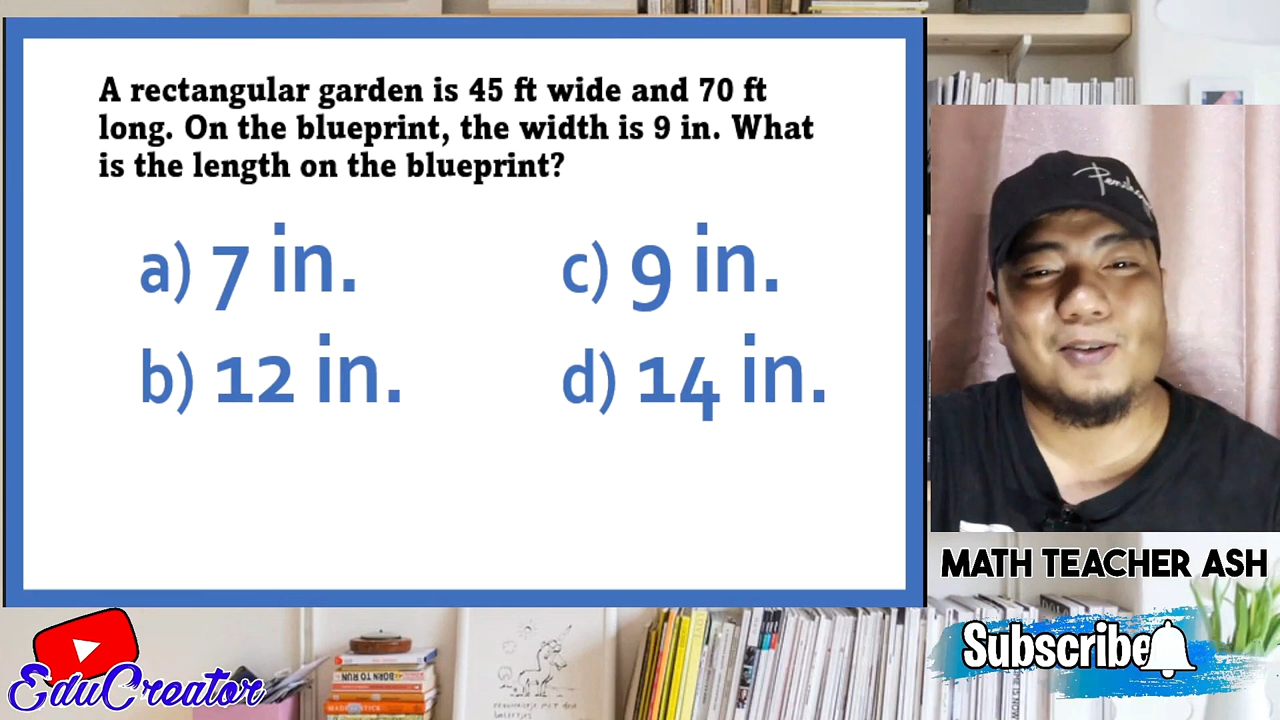 A rectangular garden is 45 ft wide and 70 ft
long. On the blueprint, the width is 9 in. What
is the length on the blueprint?
a) 7 in.
c) 9 in.
b) 12 in.
d) 14 in.
MATH TEACHER ASH
Subscribe
EduCreator
BORN TO RUN